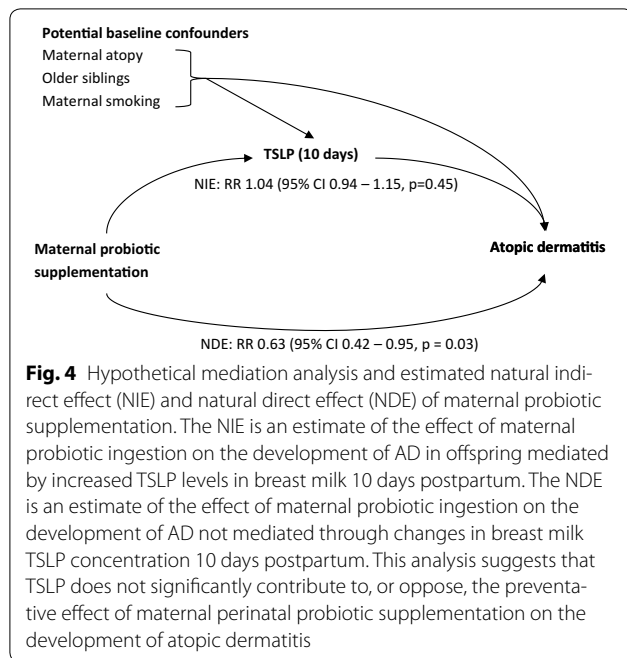 Potential baseline confounders
Maternal atopy
Older siblings
Maternal smoking
TSLP (10 days)
NIE: RR 1.04 (95% CI 0.94 – 1.15, p=0.45)
Maternal probiotic
supplementation
Atopic dermatitis
NDE: RR 0.63 (95% CI 0.42 – 0.95, p = 0.03)
Fig. 4 Hypothetical mediation analysis and estimated natural indi-
rect effect (NIE) and natural direct effect (NDE) of maternal probiotic
supplementation. The NIE is an estimate of the effect of maternal
probiotic ingestion on the development of AD in offspring mediated
by increased TSLP levels in breast milk 10 days postpartum. The NDE
is an estimate of the effect of maternal probiotic ingestion on the
development of AD not mediated through changes in breast milk
TSLP concentration 10 days postpartum. This analysis suggests that
TSLP does not significantly contribute to, or oppose, the preventa-
tive effect of maternal perinatal probiotic supplementation on the
development of atopic dermatitis